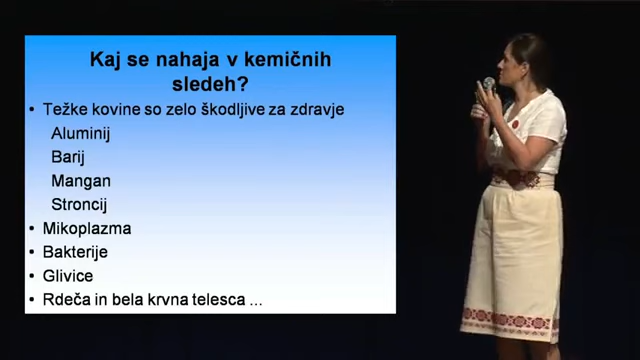 Kaj se nahaja v kemičnih
sledeh?
• Težke kovine so zelo škodljive za zdravje
Aluminij
Barij
Mangan
Stroncij
• Mikoplazma
• Bakterije
• Glivice
• Rdeča in bela krvna telesca ...